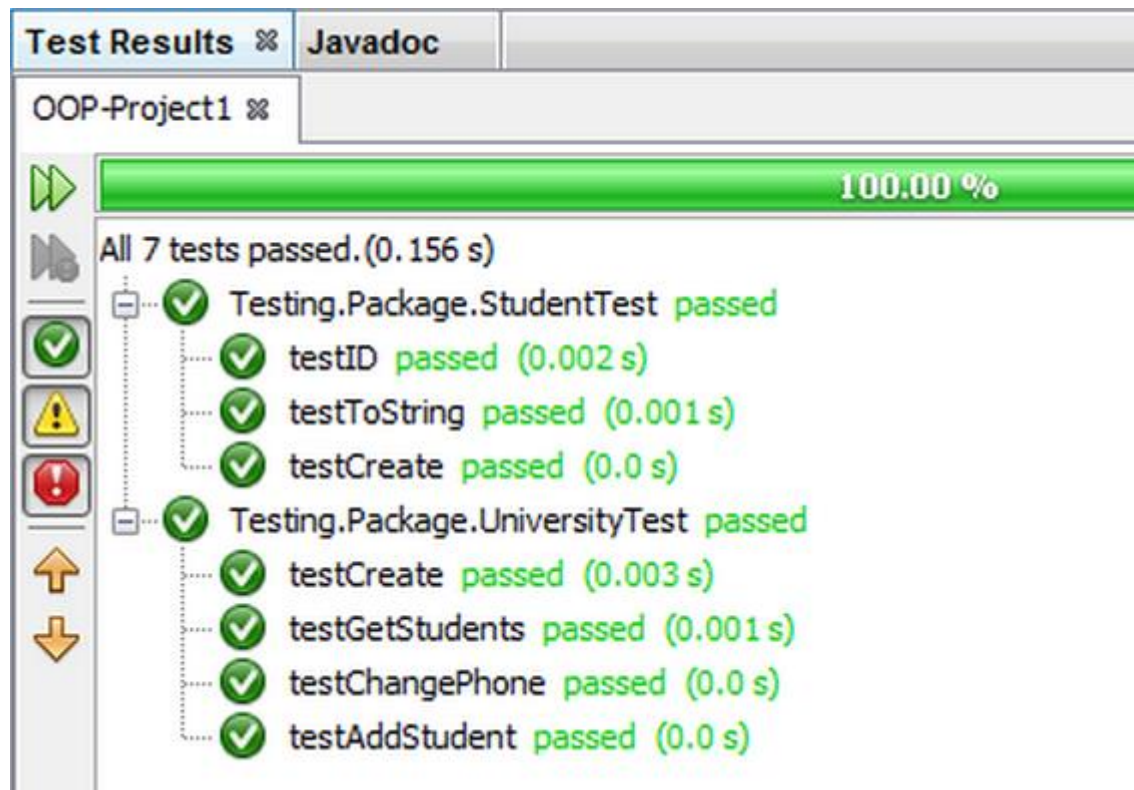 Test Results Javadoc
OOP-Project1
100.00 %
All 7 tests passed.(0.156 s)
Testing.Package.StudentTest passed
testID passed (0.002 s)
testToString passed (0.001 s)
testCreate passed (0.0 s)
Testing.Package.UniversityTest passed
testCreate passed (0.003 s)
testGetStudents passed (0.001 s)
testChangePhone passed (0.0 s)
testAddStudent passed (0.0 s)